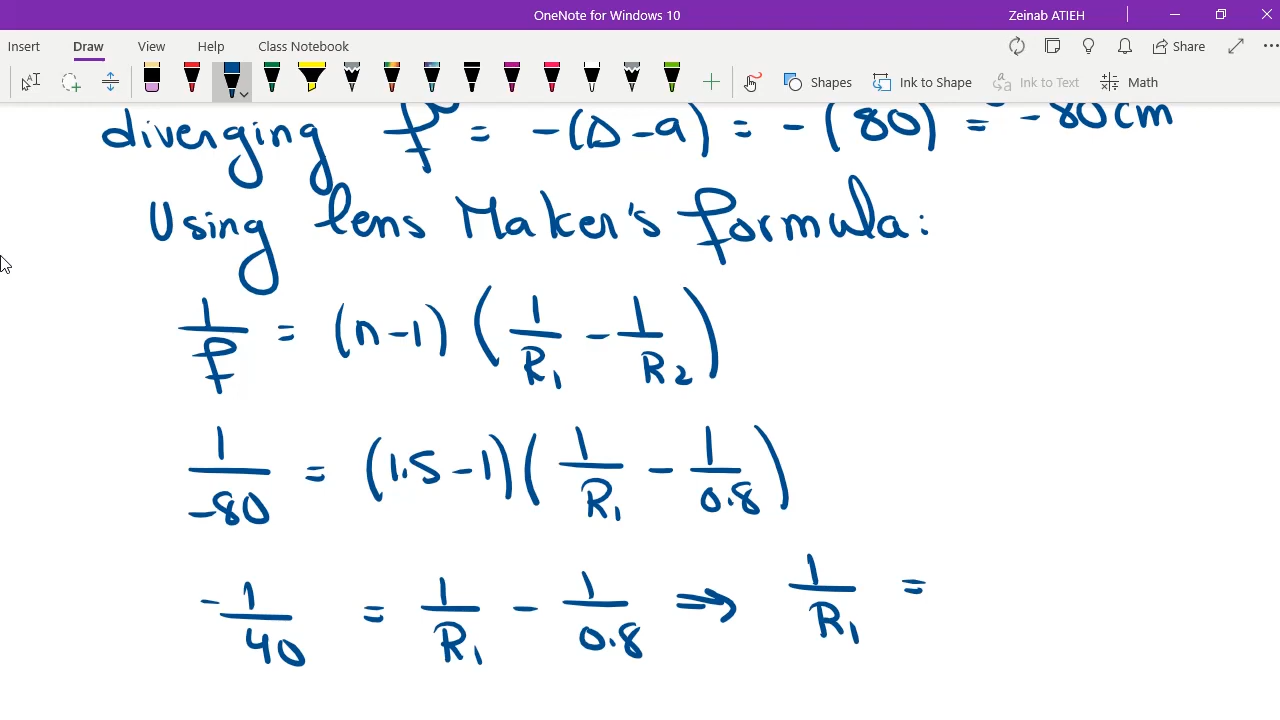 OneNote for Windows 10 Zeinab ATIEH
Insert Draw View Help Class Notebook Share
Shapes Ink to Shape Ink to Text Math
diverging f = -(D-a) = -(80) = -80cm
Using lens Maker's formula:
1/f = (n-1) (1/R₁ - 1/R₂)
1/-80 = (1.5-1)(1/R₁ - 1/0.8)
-1/40 = 1/R₁ - 1/0.8 ⇒ 1/R₁ =